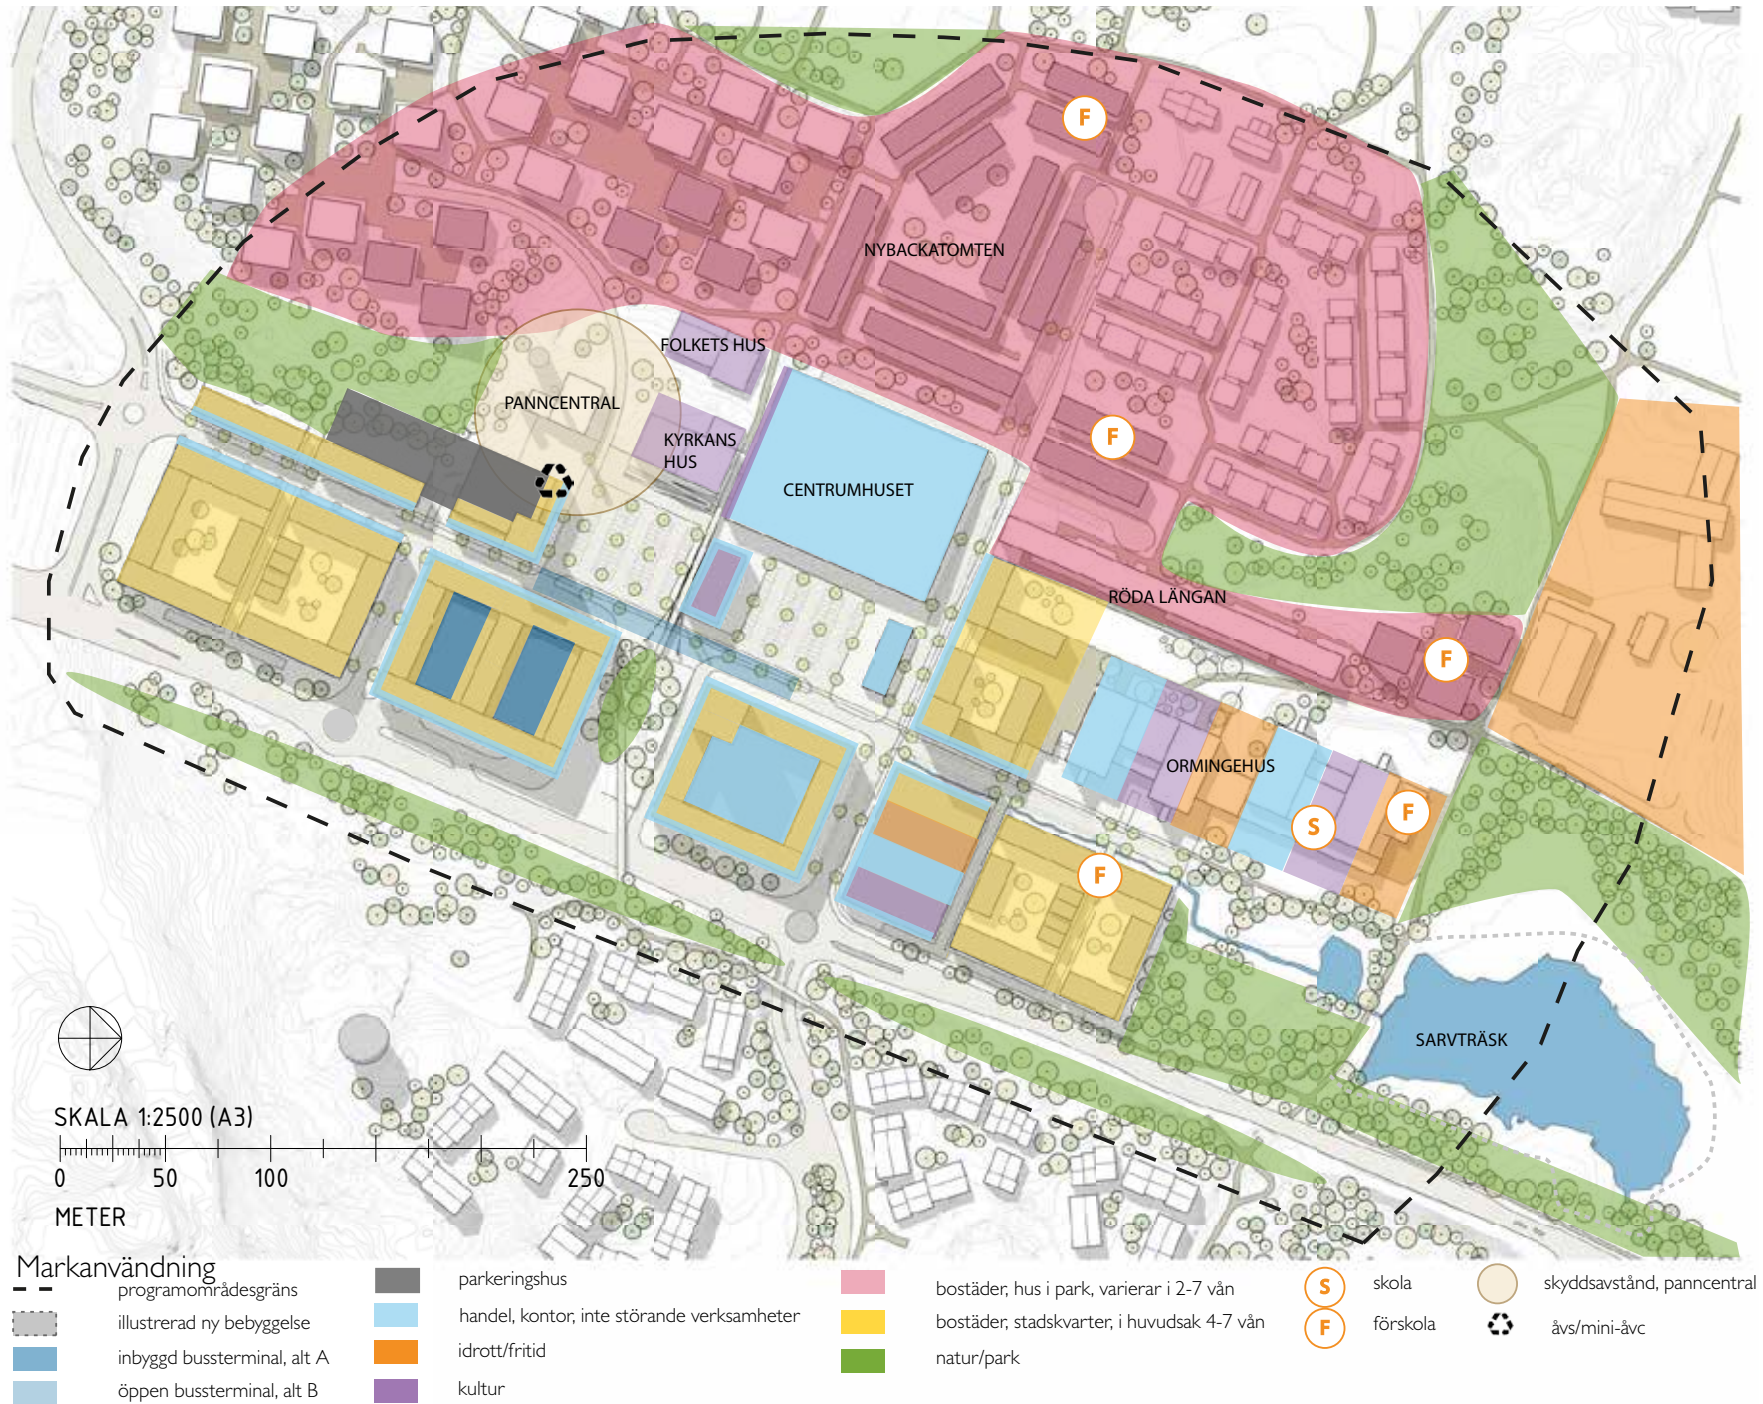 F
NYBACKATOMTEN
FOLKETS HUS
PANNCENTRAL
KYRKANS
HUS
F
CENTRUMHUSET
RÖDA LÄNGAN
F
ORMINGEHUS
F
S
F
SARVTRÄSK
SKALA 1:2500 (A3)
0 50 100 250
METER
Markanvändning
programområdesgräns
illustrerad ny bebyggelse
inbyggd bussterminal, alt A
öppen bussterminal, alt B
parkeringshus
handel, kontor, inte störande verksamheter
idrott/fritid
kultur
bostäder, hus i park, varierar i 2-7 vån
bostäder, stadskvarter, i huvudsak 4-7 vån
natur/park
S skola
F förskola
skyddsavstånd, panncentral
åvs/mini-åvc